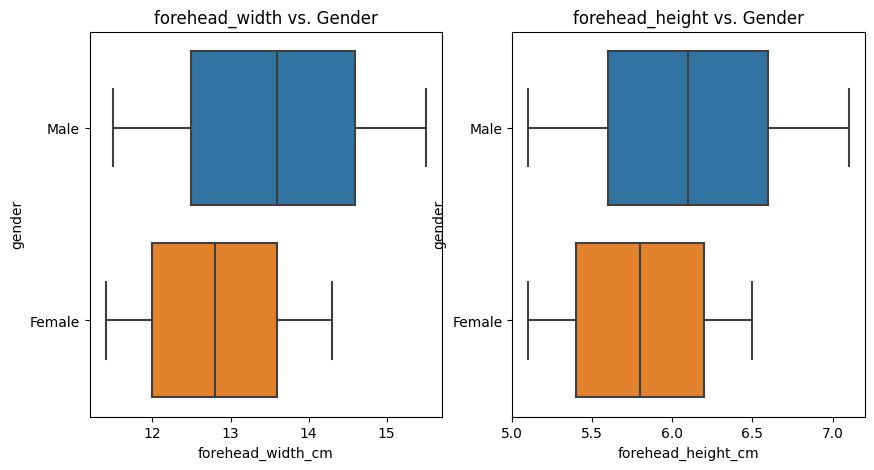 forehead_width vs. Gender
Male
Female
gender
12 13 14 15
forehead_width_cm
forehead_height vs. Gender
Male
Female
gender
5.0 5.5 6.0 6.5 7.0
forehead_height_cm